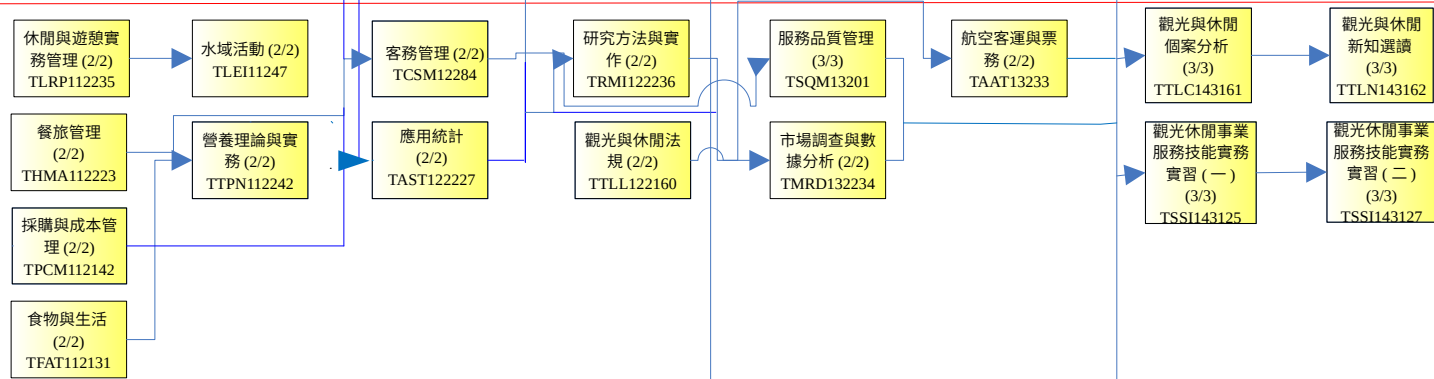 休閒與遊憩實
務管理 (2/2)
TLRP112235
水域活動 (2/2)
TLEI11247
客務管理 (2/2)
TCSM12284
研究方法與實
作 (2/2)
TRMI122236
服務品質管理
(3/3)
TSQM13201
航空客運與票
務 (2/2)
TAAT13233
觀光與休閒
個案分析
(3/3)
TTLC143161
觀光與休閒
新知選讀
(3/3)
TTLN143162
餐旅管理
(2/2)
THMA112223
營養理論與實
務 (2/2)
TTPN112242
應用統計
(2/2)
TAST122227
觀光與休閒法
規 (2/2)
TTLL122160
市場調查與數
據分析 (2/2)
TMRD132234
觀光休閒事業
服務技能實務
實習 ( 一 )
(3/3)
TSSI143125
觀光休閒事業
服務技能實務
實習 ( 二 )
(3/3)
TSSI143127
採購與成本管
理 (2/2)
TPCM112142
食物與生活
(2/2)
TFAT112131